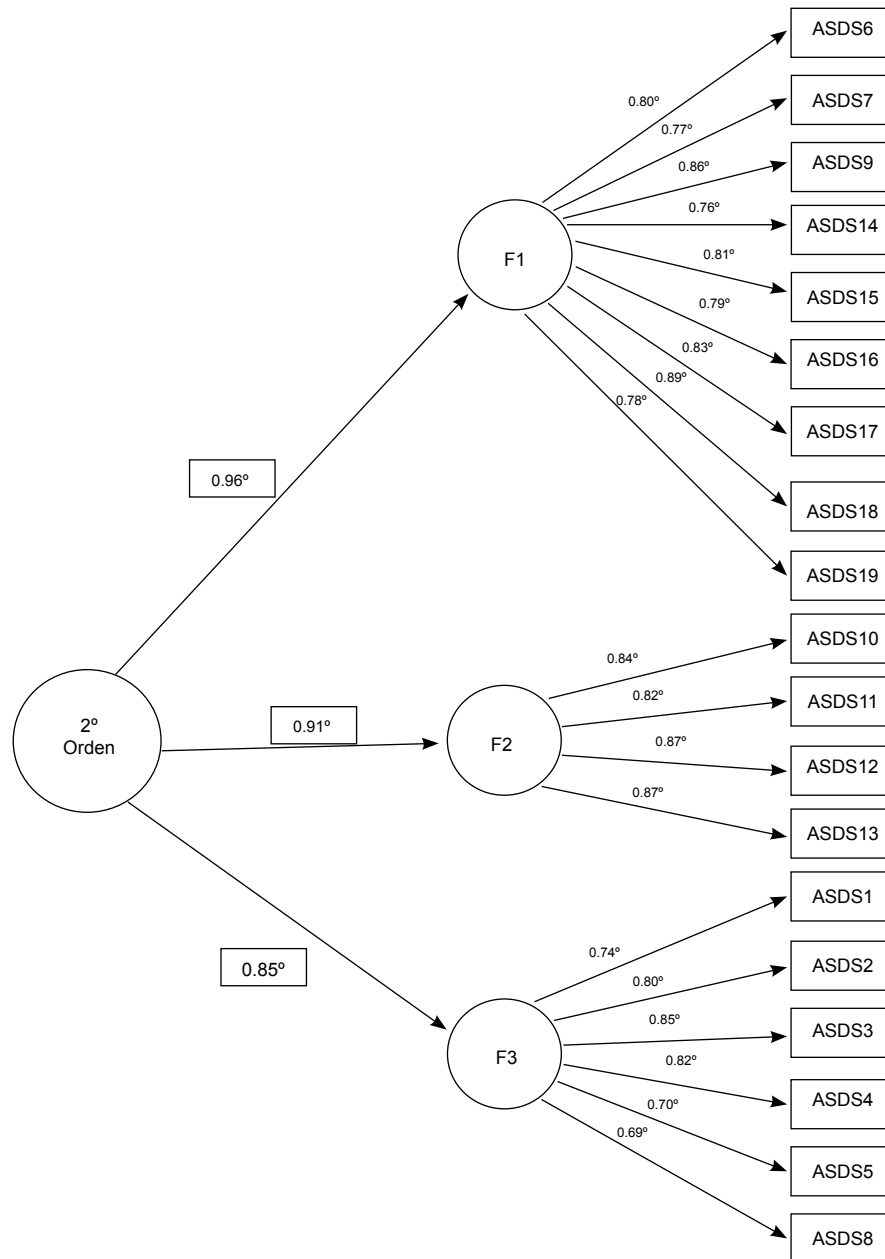 ASDS6
0.80º
ASDS7
0.77º
ASDS9
0.86º
ASDS14
0.76º
F1
0.81º
ASDS15
0.79º
ASDS16
0.83º
0.89º
0.78º
ASDS17
0.96º
ASDS18
ASDS19
ASDS10
0.84º
ASDS11
0.82º
2º
Orden
0.91º
F2
0.87º
ASDS12
0.87º
ASDS13
ASDS1
0.74º
0.85º
ASDS2
0.80º
0.85º
ASDS3
F3
0.82º
ASDS4
0.70º
0.69º
ASDS5
ASDS8